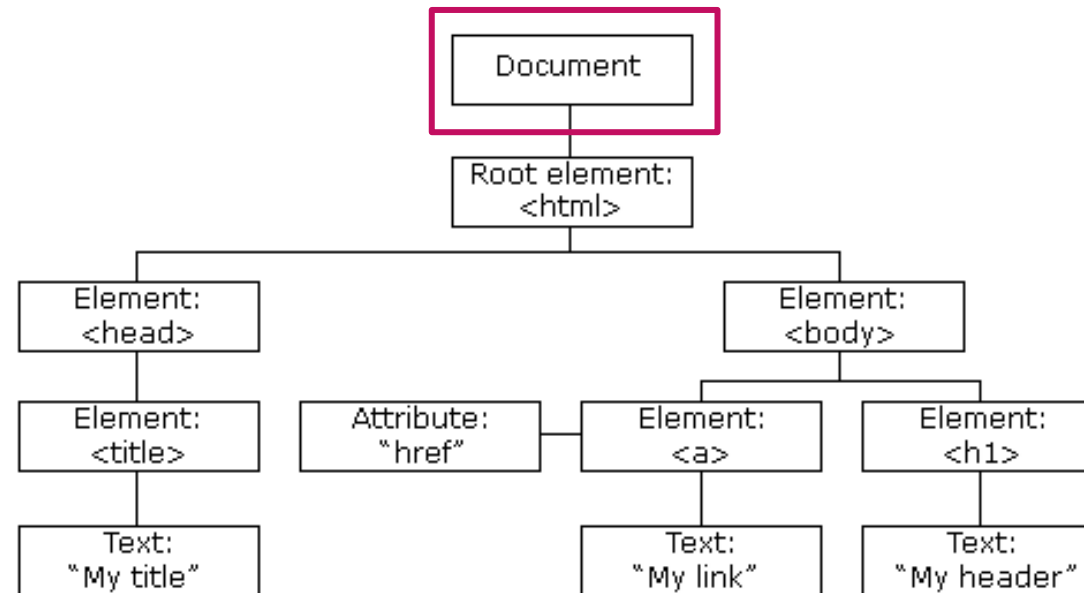 Document
Root element:
<html>
Element:
<head>
Element:
<body>
Element:
<title>
Attribute:
“href”
Element:
<a>
Element:
<h1>
Text:
“My title”
Text:
“My link”
Text:
“My header”